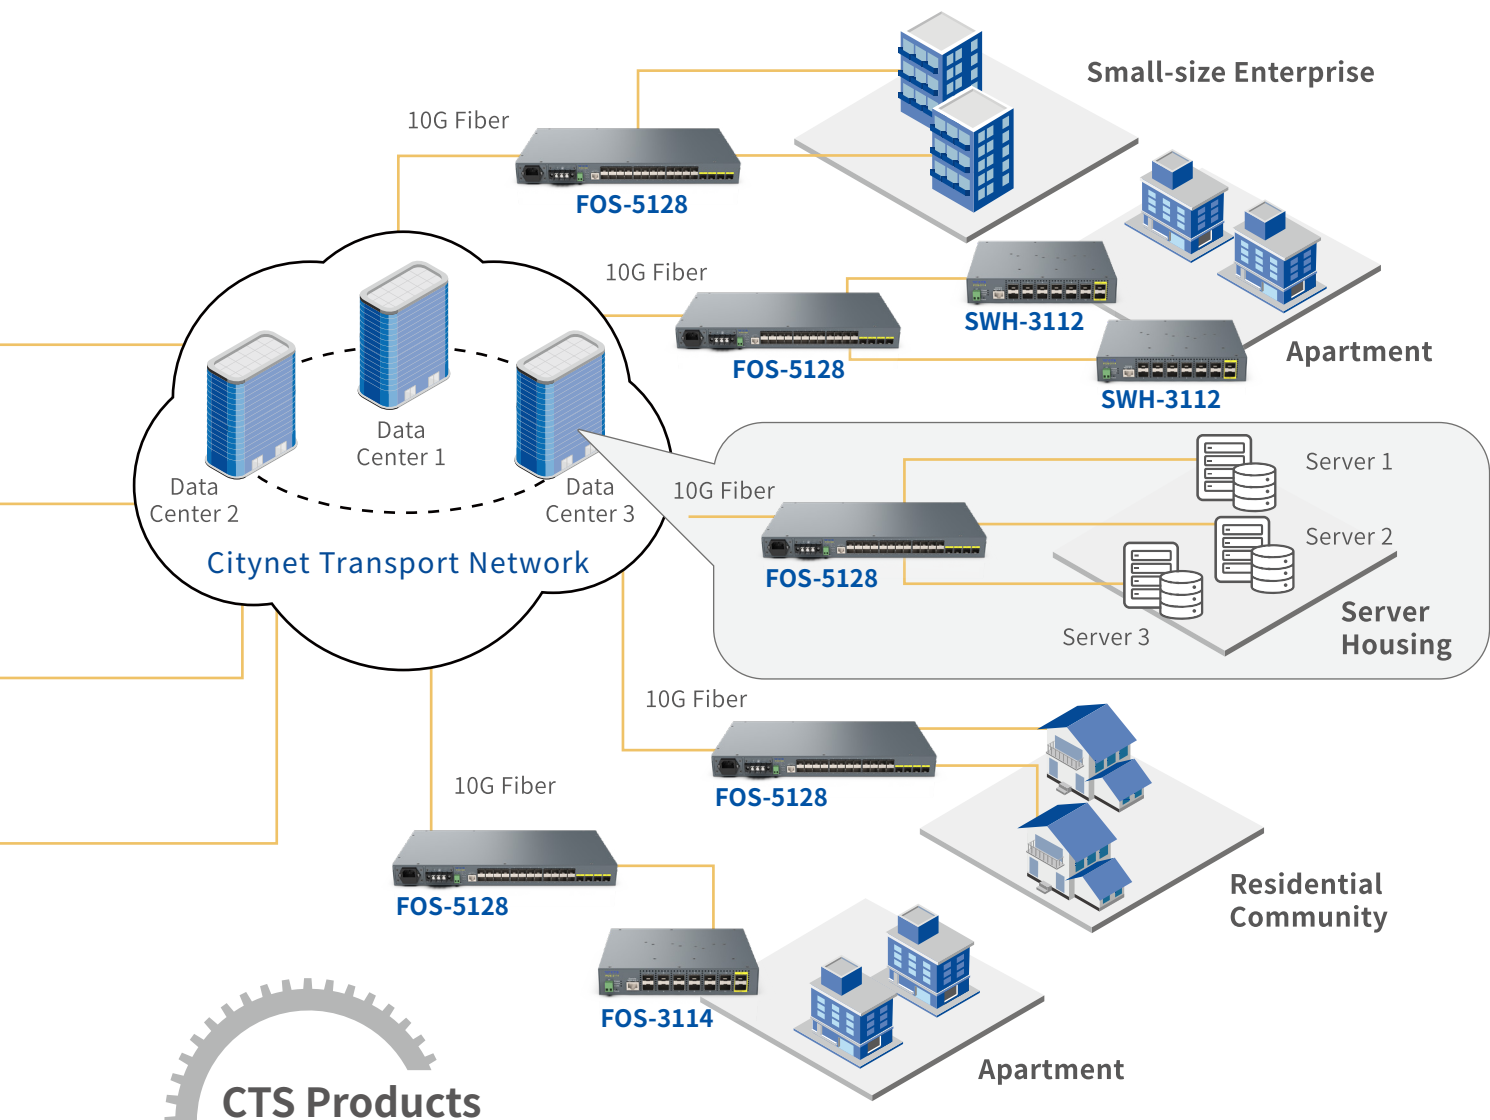 Small-size Enterprise
10G Fiber
FOS-5128
10G Fiber
SWH-3112
FOS-5128
Apartment
SWH-3112
Data
Center 1
Data
Center 2
Data
Center 3
Citynet Transport Network
10G Fiber
FOS-5128
Server 1
Server 2
Server 3
Server
Housing
10G Fiber
FOS-5128
Residential
Community
10G Fiber
FOS-5128
FOS-3114
Apartment
CTS Products